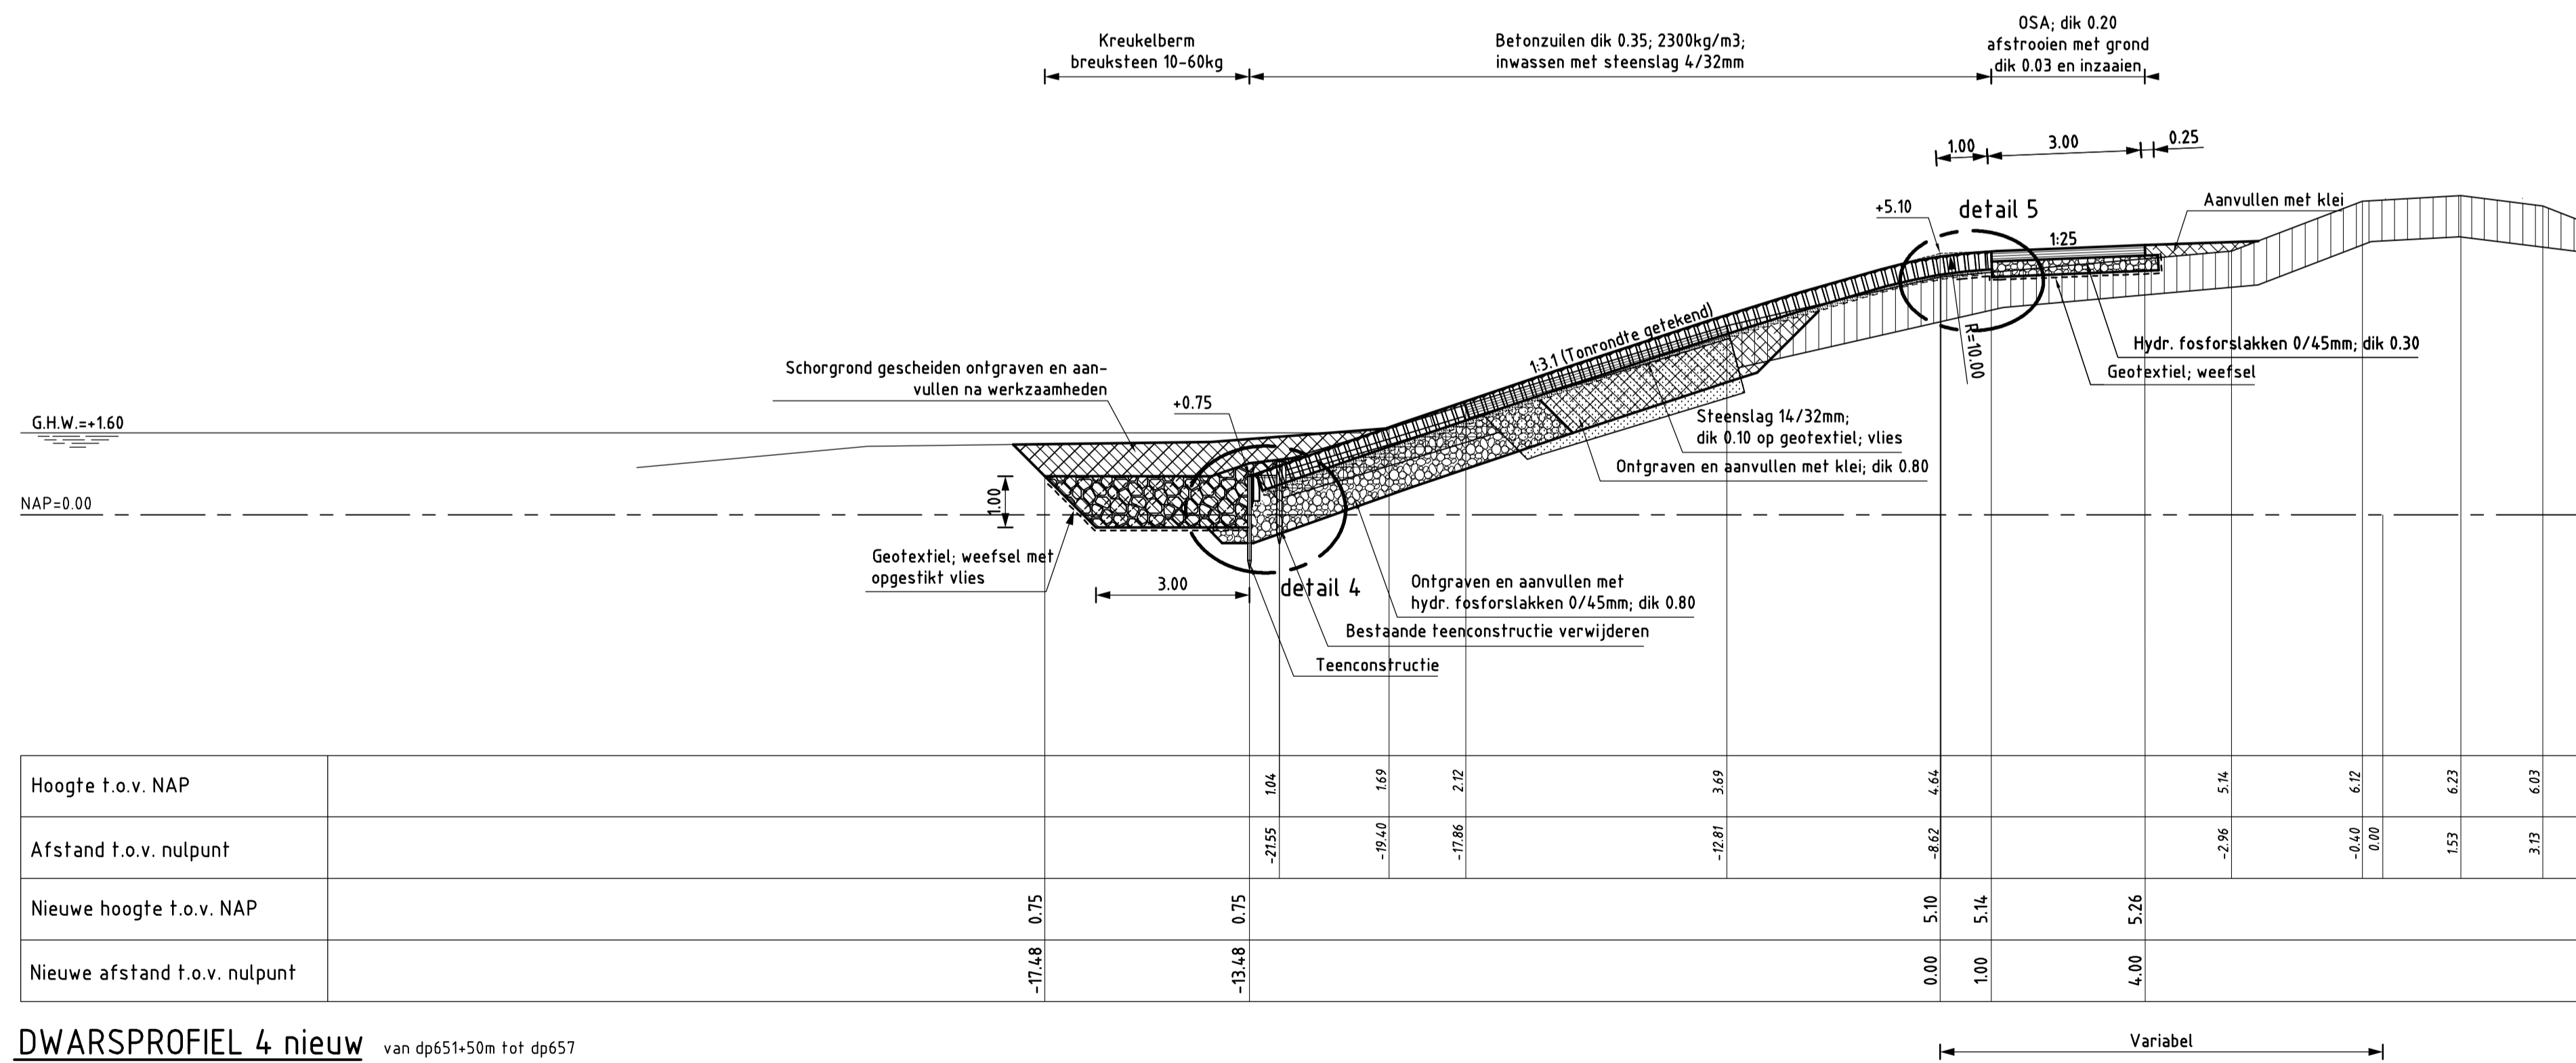 Kreukelberm
breuksteen 10-60kg
Betonzuilen dik 0.35; 2300kg/m3;
inwassen met steenslag 4/32mm
OSA; dik 0.20
afstrooien met grond
dik 0.03 en inzaaien
1.00
3.00
0.25
+5.10
detail 5
Aanvullen met klei
1:25
R=10.00
Hydr. fosforslakken 0/45mm; dik 0.30
Geotextiel; weefsel
1:3.1 (Tonrondte getekend)
Schorgrond gescheiden ontgraven en aan-
vullen na werkzaamheden
+0.75
G.H.W.=+1.60
Steenslag 14/32mm;
dik 0.10 op geotextiel; vlies
Ontgraven en aanvullen met klei; dik 0.80
NAP=0.00
1.00
Geotextiel; weefsel met
opgestikt vlies
3.00
detail 4
Ontgraven en aanvullen met
hydr. fosforslakken 0/45mm; dik 0.80
Bestaande teenconstructie verwijderen
Teenconstructie
Hoogte t.o.v. NAP 1.04 1.69 2.12 3.69 4.64 5.14 6.12 6.23 6.03
Afstand t.o.v. nulpunt -21.55 -19.40 -17.86 -12.81 -8.62 -2.96 -0.40 0.00 1.53 3.13
Nieuwe hoogte t.o.v. NAP 0.75 0.75 5.10 5.14 5.26
Nieuwe afstand t.o.v. nulpunt -17.48 -13.48 0.00 1.00 4.00
DWARSPROFIEL 4 nieuw van dp651+50m tot dp657
Variabel